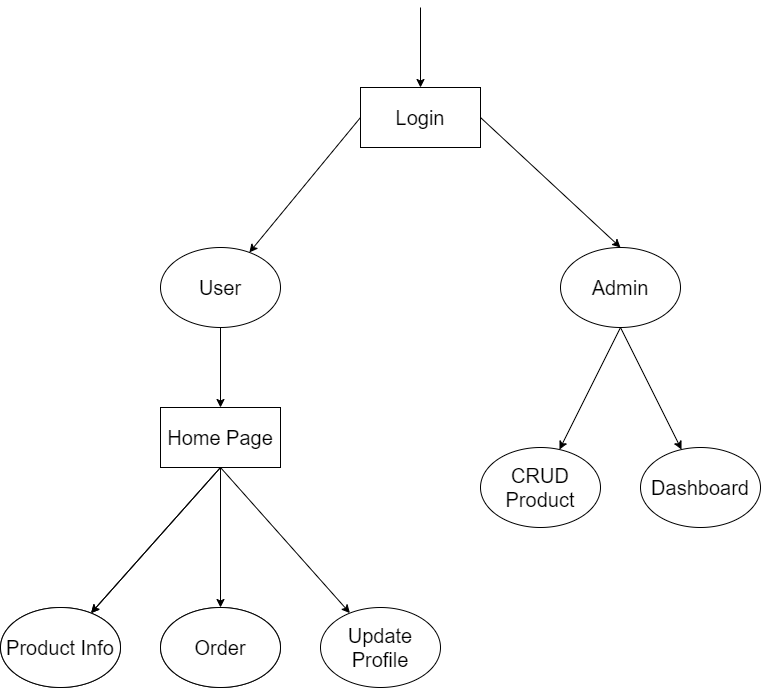 Login
User
Admin
Home Page
CRUD
Product
Dashboard
Product Info
Order
Update
Profile